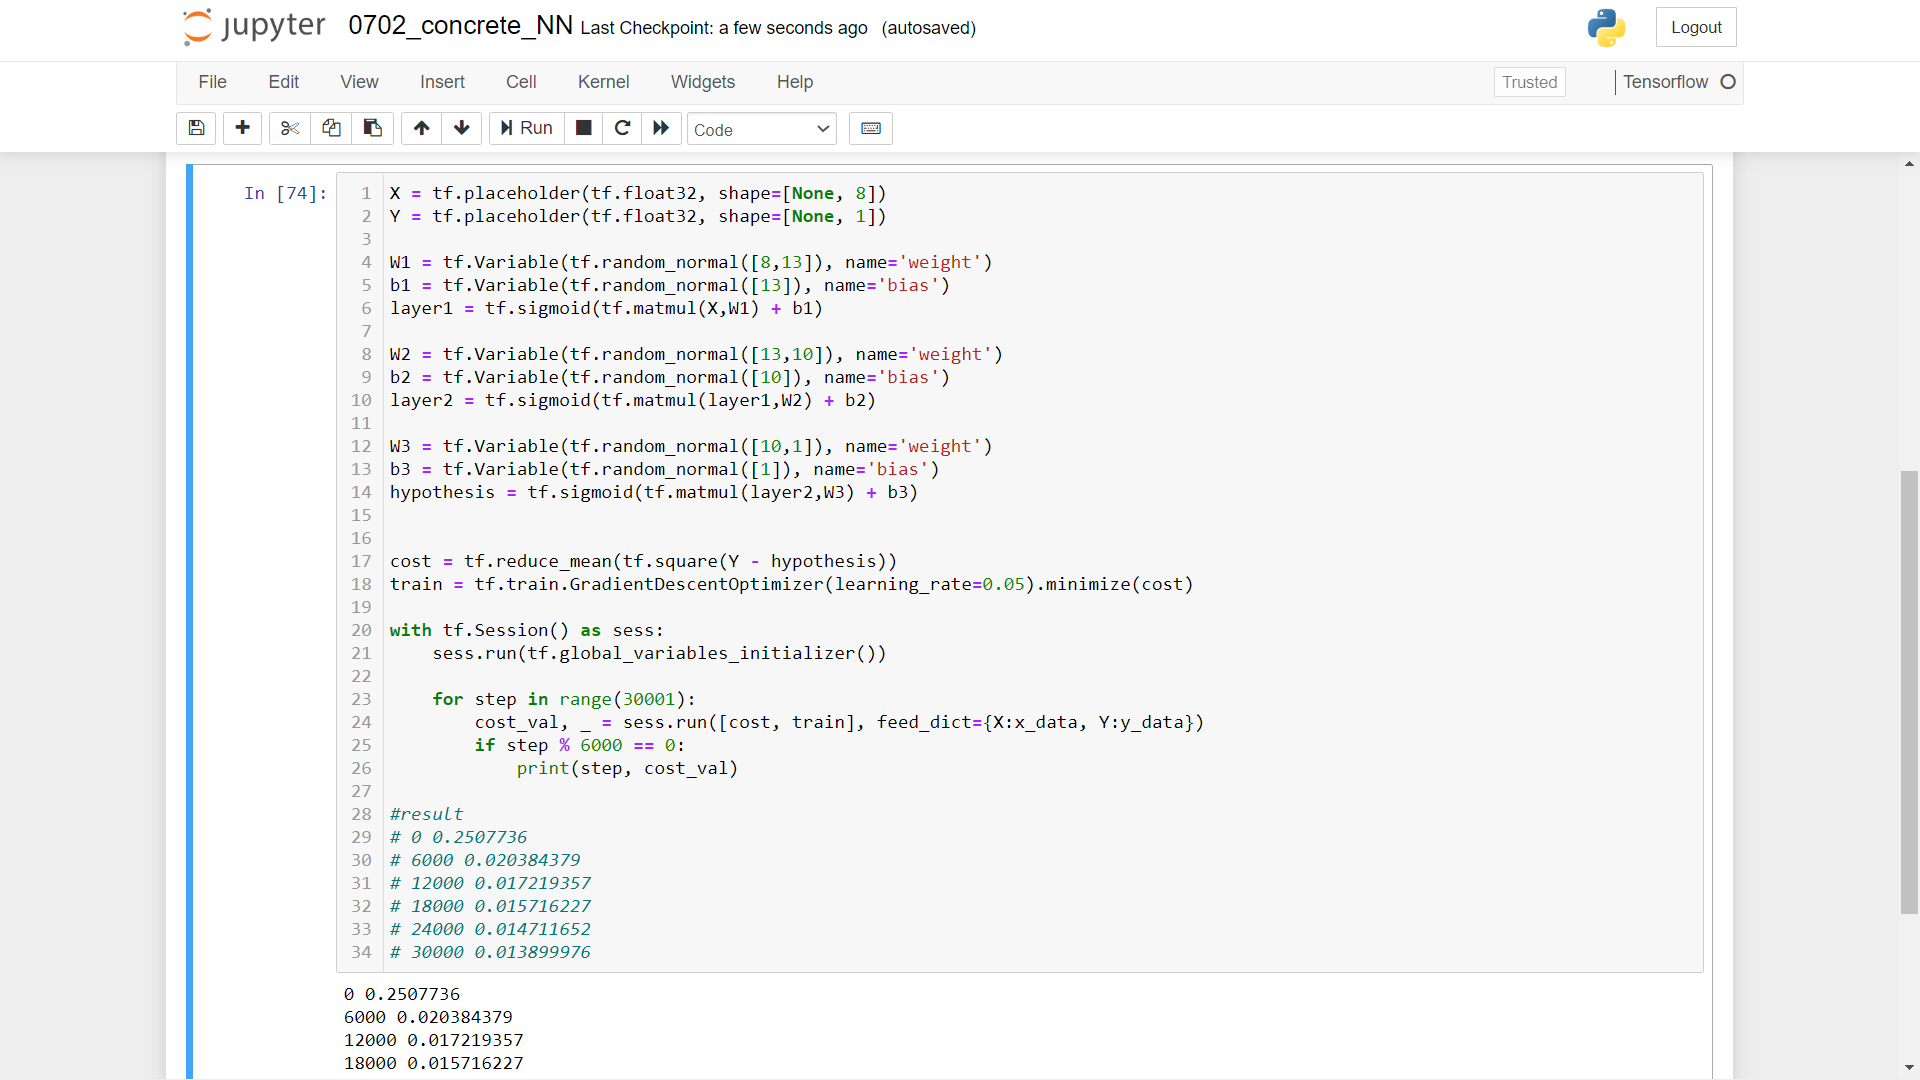 jupyter 0702_concrete_NN Last Checkpoint: a few seconds ago (autosaved) Logout
File Edit View Insert Cell Kernel Widgets Help Trusted Tensorflow
Run Code
In [74]:
1 X = tf.placeholder(tf.float32, shape=[None, 8])
2 Y = tf.placeholder(tf.float32, shape=[None, 1])
3
4 W1 = tf.Variable(tf.random_normal([8,13]), name='weight')
5 b1 = tf.Variable(tf.random_normal([13]), name='bias')
6 layer1 = tf.sigmoid(tf.matmul(X,W1) + b1)
7
8 W2 = tf.Variable(tf.random_normal([13,10]), name='weight')
9 b2 = tf.Variable(tf.random_normal([10]), name='bias')
10 layer2 = tf.sigmoid(tf.matmul(layer1,W2) + b2)
11
12 W3 = tf.Variable(tf.random_normal([10,1]), name='weight')
13 b3 = tf.Variable(tf.random_normal([1]), name='bias')
14 hypothesis = tf.sigmoid(tf.matmul(layer2,W3) + b3)
15
16
17 cost = tf.reduce_mean(tf.square(Y - hypothesis))
18 train = tf.train.GradientDescentOptimizer(learning_rate=0.05).minimize(cost)
19
20 with tf.Session() as sess:
21     sess.run(tf.global_variables_initializer())
22
23     for step in range(30001):
24         cost_val, _ = sess.run([cost, train], feed_dict={X:x_data, Y:y_data})
25         if step % 6000 == 0:
26             print(step, cost_val)
27
28 #result
29 # 0 0.2507736
30 # 6000 0.020384379
31 # 12000 0.017219357
32 # 18000 0.015716227
33 # 24000 0.014711652
34 # 30000 0.013899976
0 0.2507736
6000 0.020384379
12000 0.017219357
18000 0.015716227